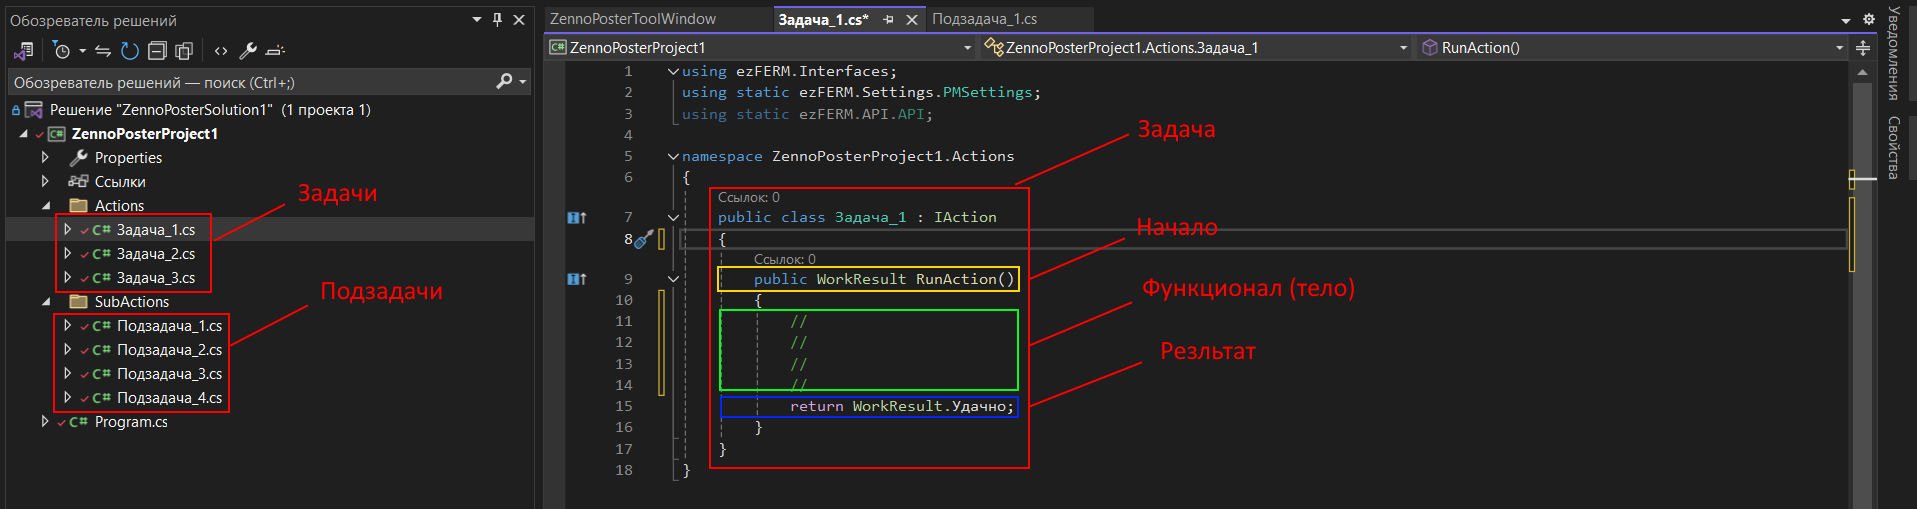 Обозреватель решений
Обозреватель решений — поиск (Ctrl+;)
Решение "ZennoPosterSolution1" (1 проекта 1)
ZennoPosterProject1
Properties
Ссылки
Actions
Задача_1.cs
Задача_2.cs
Задача_3.cs
SubActions
Подзадача_1.cs
Подзадача_2.cs
Подзадача_3.cs
Подзадача_4.cs
Program.cs
Задачи
Подзадачи
ZennoPosterToolWindow
Задача_1.cs*
Подзадача_1.cs
ZennoPosterProject1
ZennoPosterProject1.Actions.Задача_1
RunAction()
1 using ezFERM.Interfaces;
2 using static ezFERM.Settings.PMSettings;
3 using static ezFERM.API.API;
4
5 namespace ZennoPosterProject1.Actions
6 {
Ссылок: 0
7 public class Задача_1 : IAction
8 {
Ссылок: 0
9 public WorkResult RunAction()
10 {
11 //
12 //
13 //
14 //
15 return WorkResult.Удачно;
16 }
17 }
18 }
Задача
Начало
Функционал (тело)
Резльтат
Уведомления
Свойства